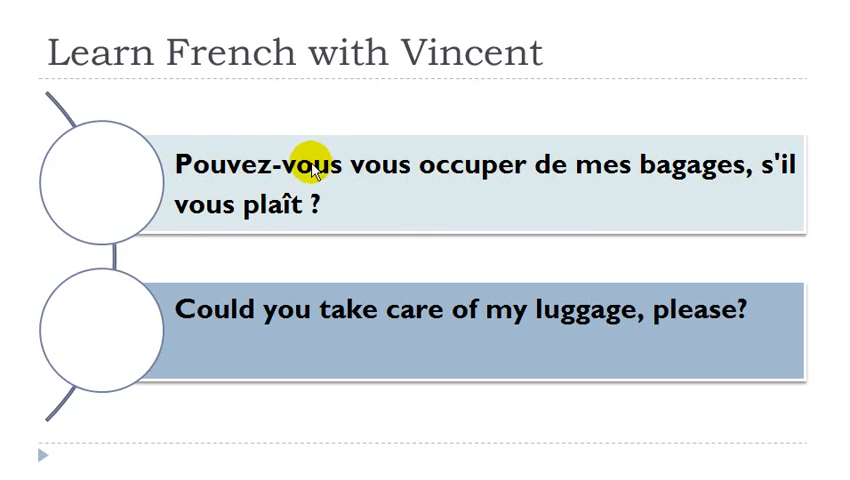 Learn French with Vincent
Pouvez-vous vous occuper de mes bagages, s'il
vous plaît ?
Could you take care of my luggage, please?